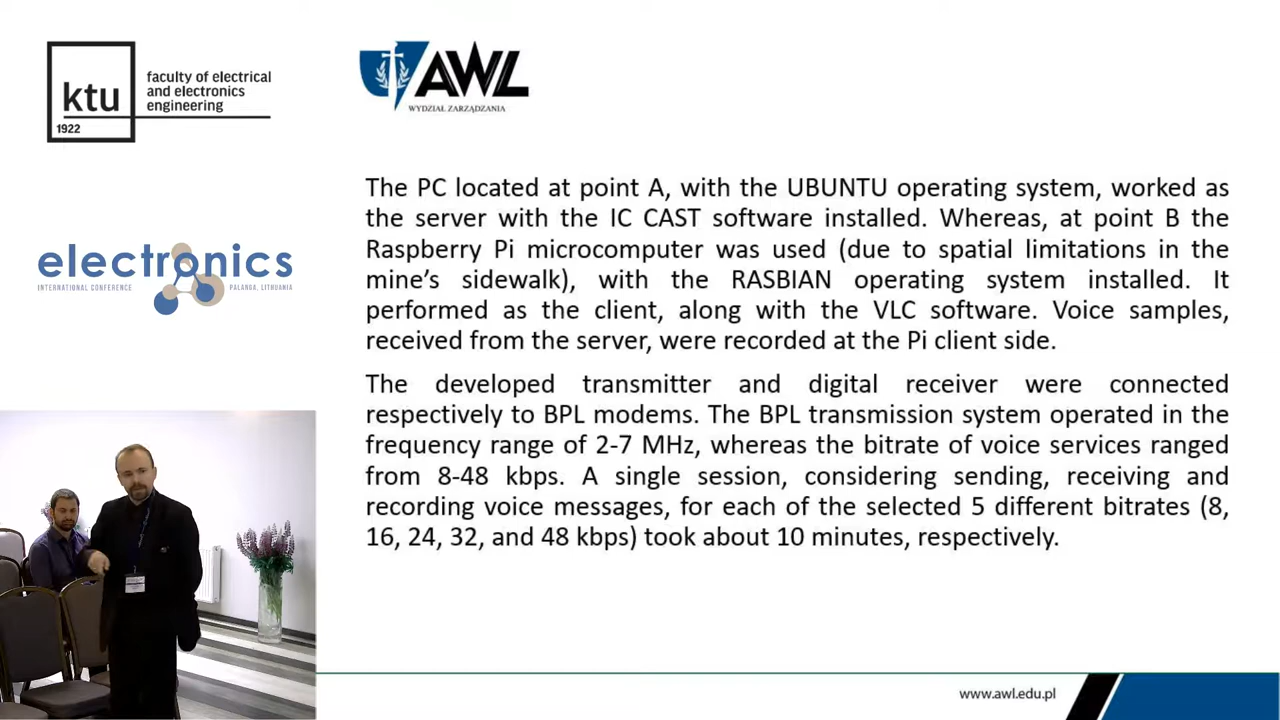 ktu
1922
faculty of electrical
and electronics
engineering
AWL
WYDZIAŁ ZARZĄDZANIA
electronics
INTERNATIONAL CONFERENCE
PALANGA, LITHUANIA
The PC located at point A, with the UBUNTU operating system, worked as
the server with the IC CAST software installed. Whereas, at point B the
Raspberry Pi microcomputer was used (due to spatial limitations in the
mine’s sidewalk), with the RASBIAN operating system installed. It
performed as the client, along with the VLC software. Voice samples,
received from the server, were recorded at the Pi client side.
The developed transmitter and digital receiver were connected
respectively to BPL modems. The BPL transmission system operated in the
frequency range of 2-7 MHz, whereas the bitrate of voice services ranged
from 8-48 kbps. A single session, considering sending, receiving and
recording voice messages, for each of the selected 5 different bitrates (8,
16, 24, 32, and 48 kbps) took about 10 minutes, respectively.
www.awl.edu.pl